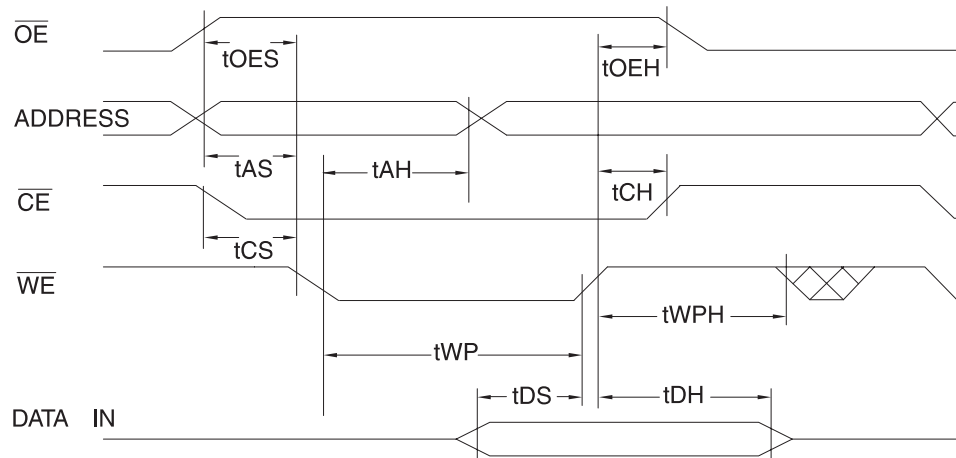 OE
tOES
tOEH
ADDRESS
tAS
tAH
tCH
CE
tCS
WE
tWPH
tWP
tDS
tDH
DATA IN